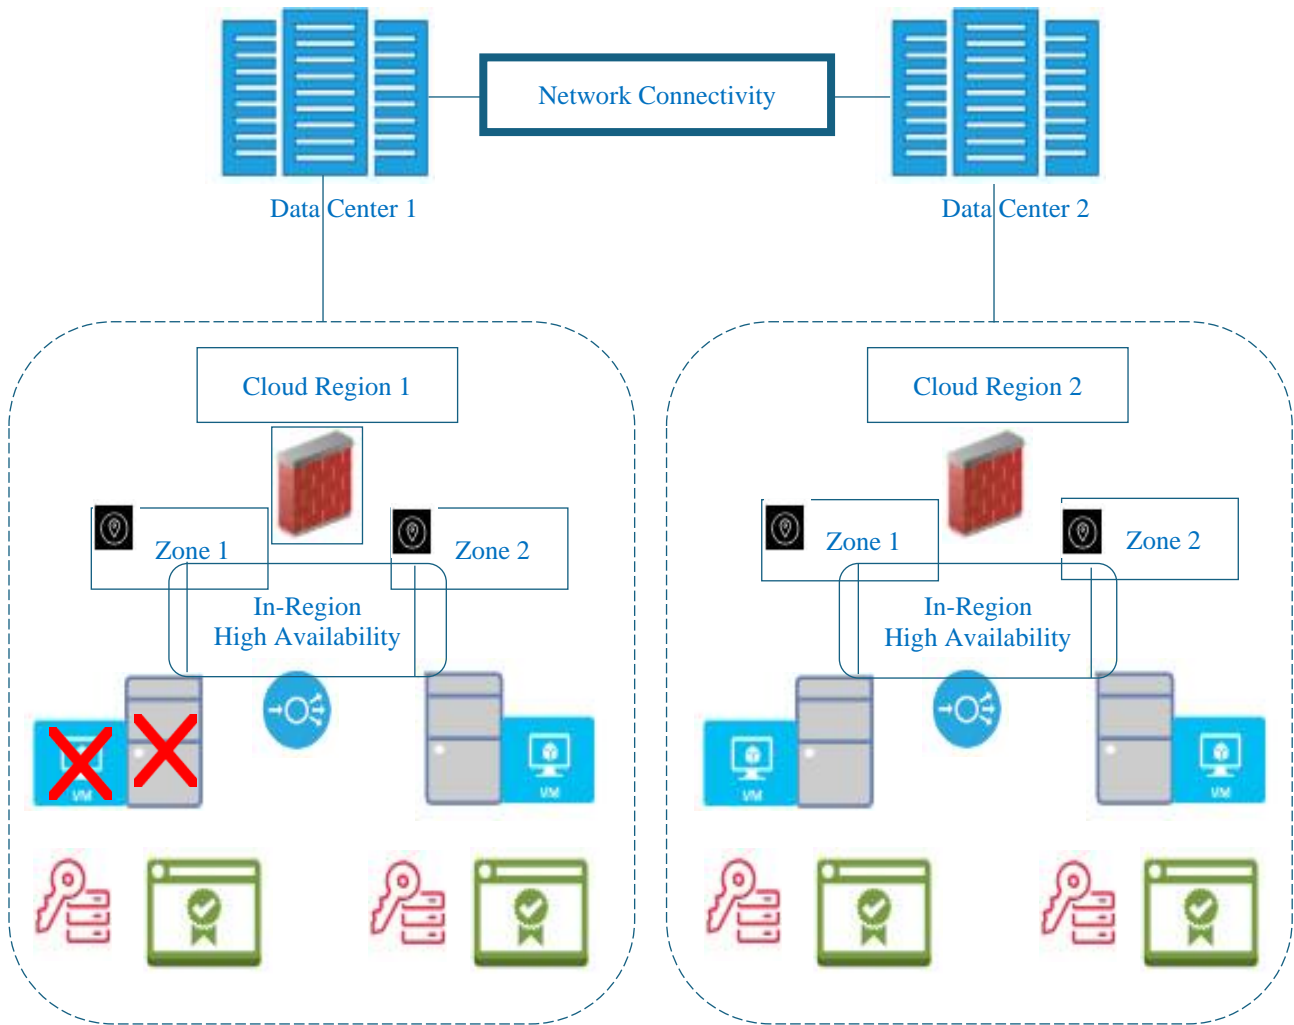 Network Connectivity
Data Center 1
Data Center 2
Cloud Region 1
Cloud Region 2
Zone 1
Zone 2
Zone 1
Zone 2
In-Region
High Availability
In-Region
High Availability
VM
VM
VM
VM